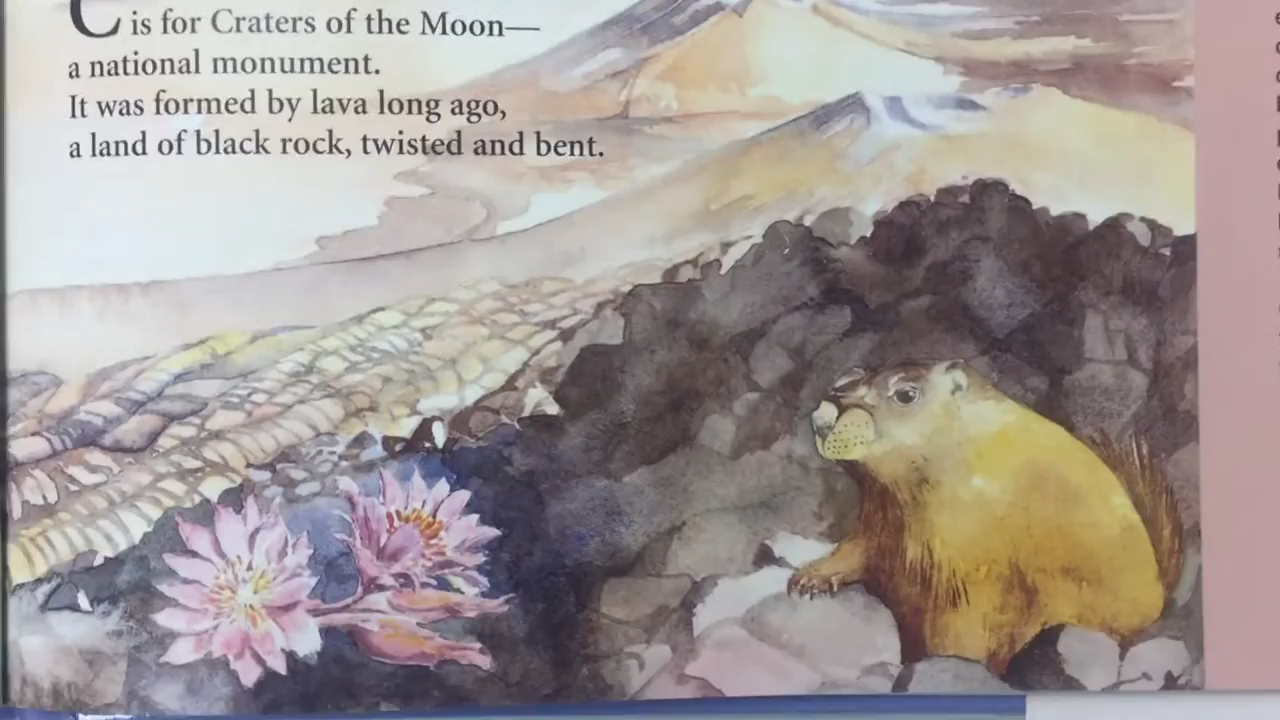 C is for Craters of the Moon—
a national monument.
It was formed by lava long ago,
a land of black rock, twisted and bent.